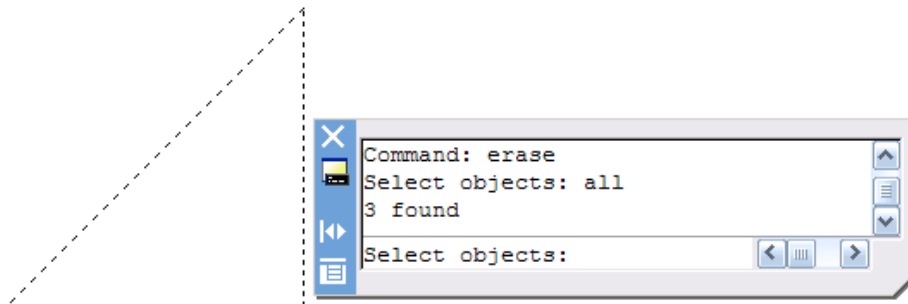 Command: erase
Select objects: all
3 found
Select objects: